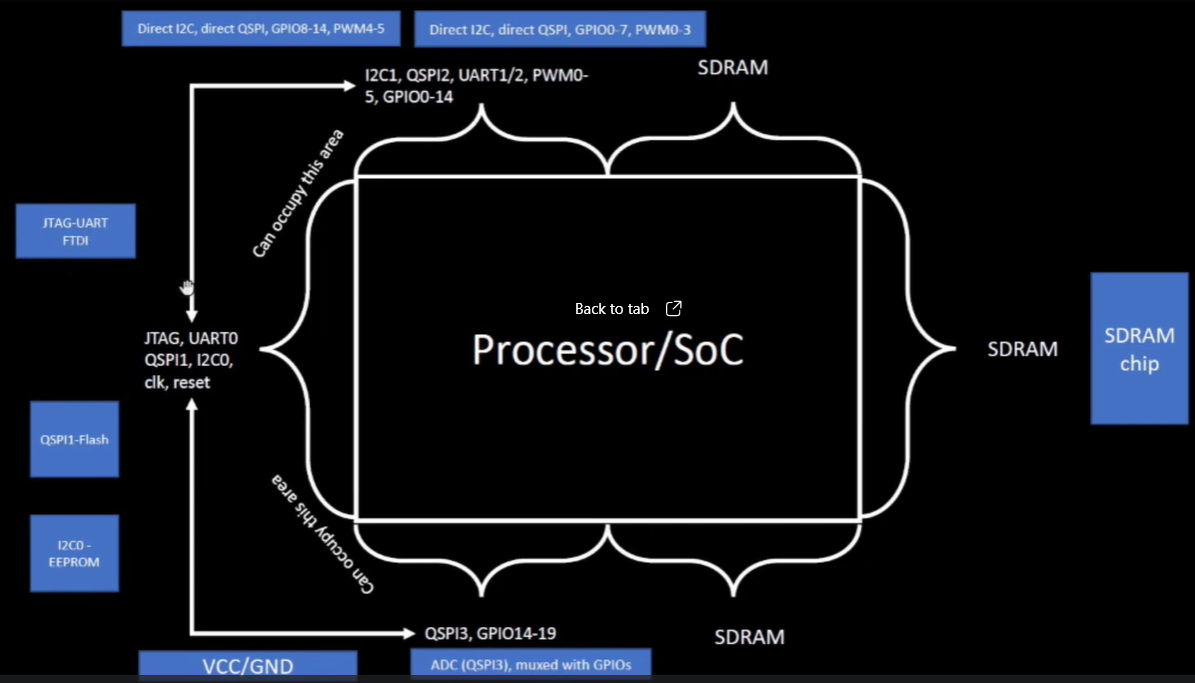 Direct I2C, direct QSPI, GPIO8-14, PWM4-5
Direct I2C, direct QSPI, GPIO0-7, PWM0-3
I2C1, QSPI2, UART1/2, PWM0-
5, GPIO0-14
SDRAM
Can occupy this area
JTAG-UART
FTDI
Back to tab
Processor/SoC
JTAG, UART0
QSPI1, I2C0,
clk, reset
SDRAM
SDRAM
chip
QSPI1-Flash
Can occupy this area
I2C0 -
EEPROM
QSPI3, GPIO14-19
SDRAM
VCC/GND
ADC (QSPI3), muxed with GPIOs